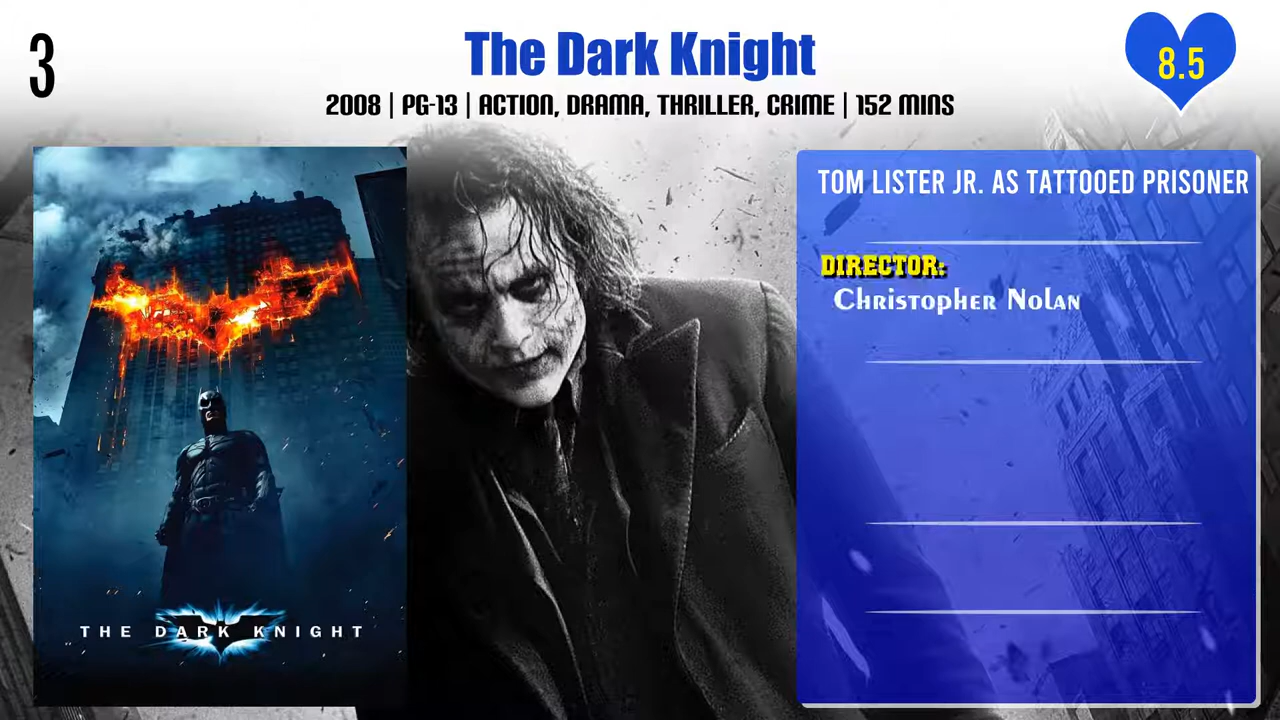 3
The Dark Knight
8.5
2008 | PG-13 | ACTION, DRAMA, THRILLER, CRIME | 152 MINS
TOM LISTER JR. AS TATTOOED PRISONER
DIRECTOR:
Christopher Nolan
THE DARK KNIGHT